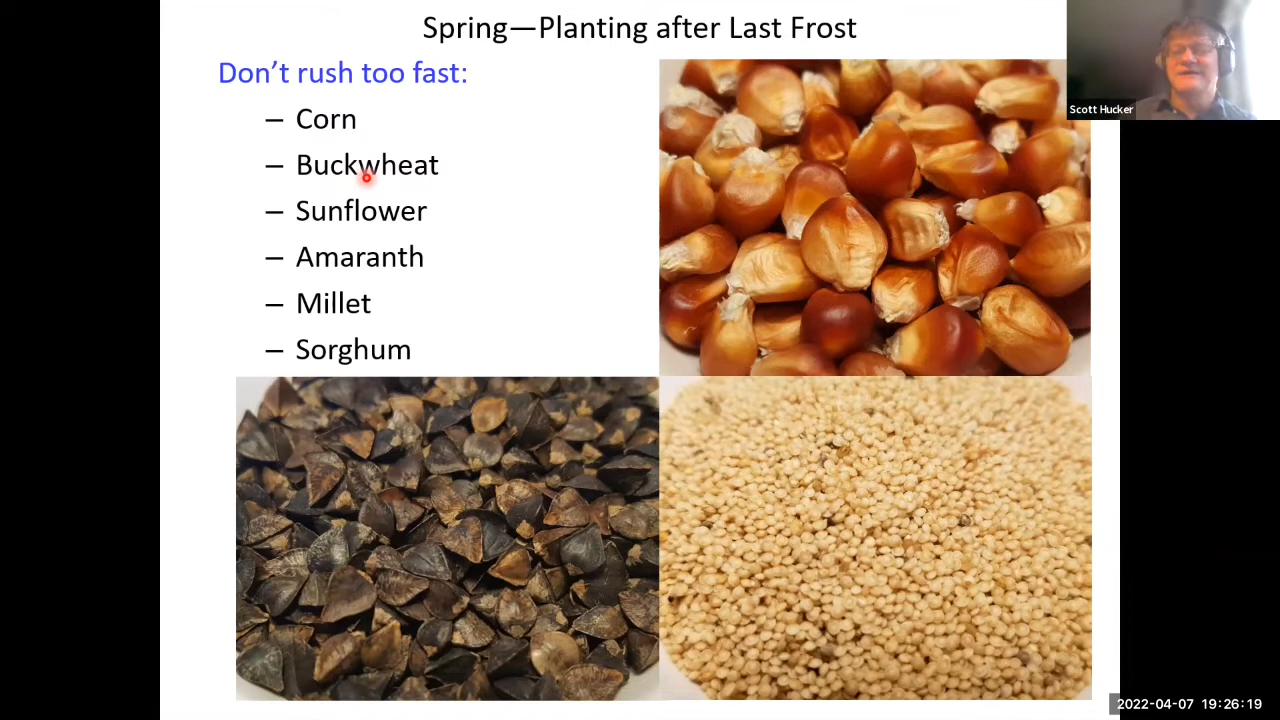 Spring—Planting after Last Frost
Don't rush too fast:
– Corn
– Buckwheat
– Sunflower
– Amaranth
– Millet
– Sorghum
Scott Hucker
2022-04-07 19:26:19